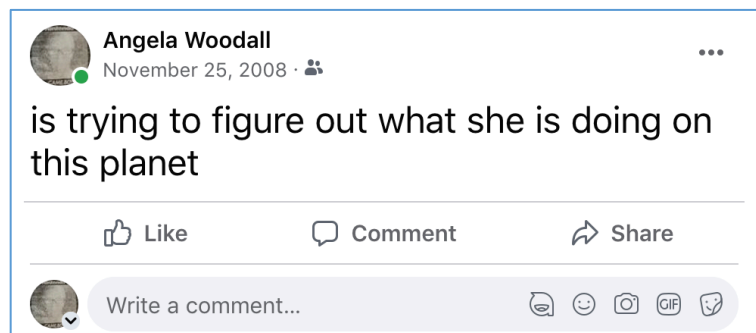 Angela Woodall
November 25, 2008 ·
is trying to figure out what she is doing on
this planet
Like
Comment
Share
Write a comment...
GIF